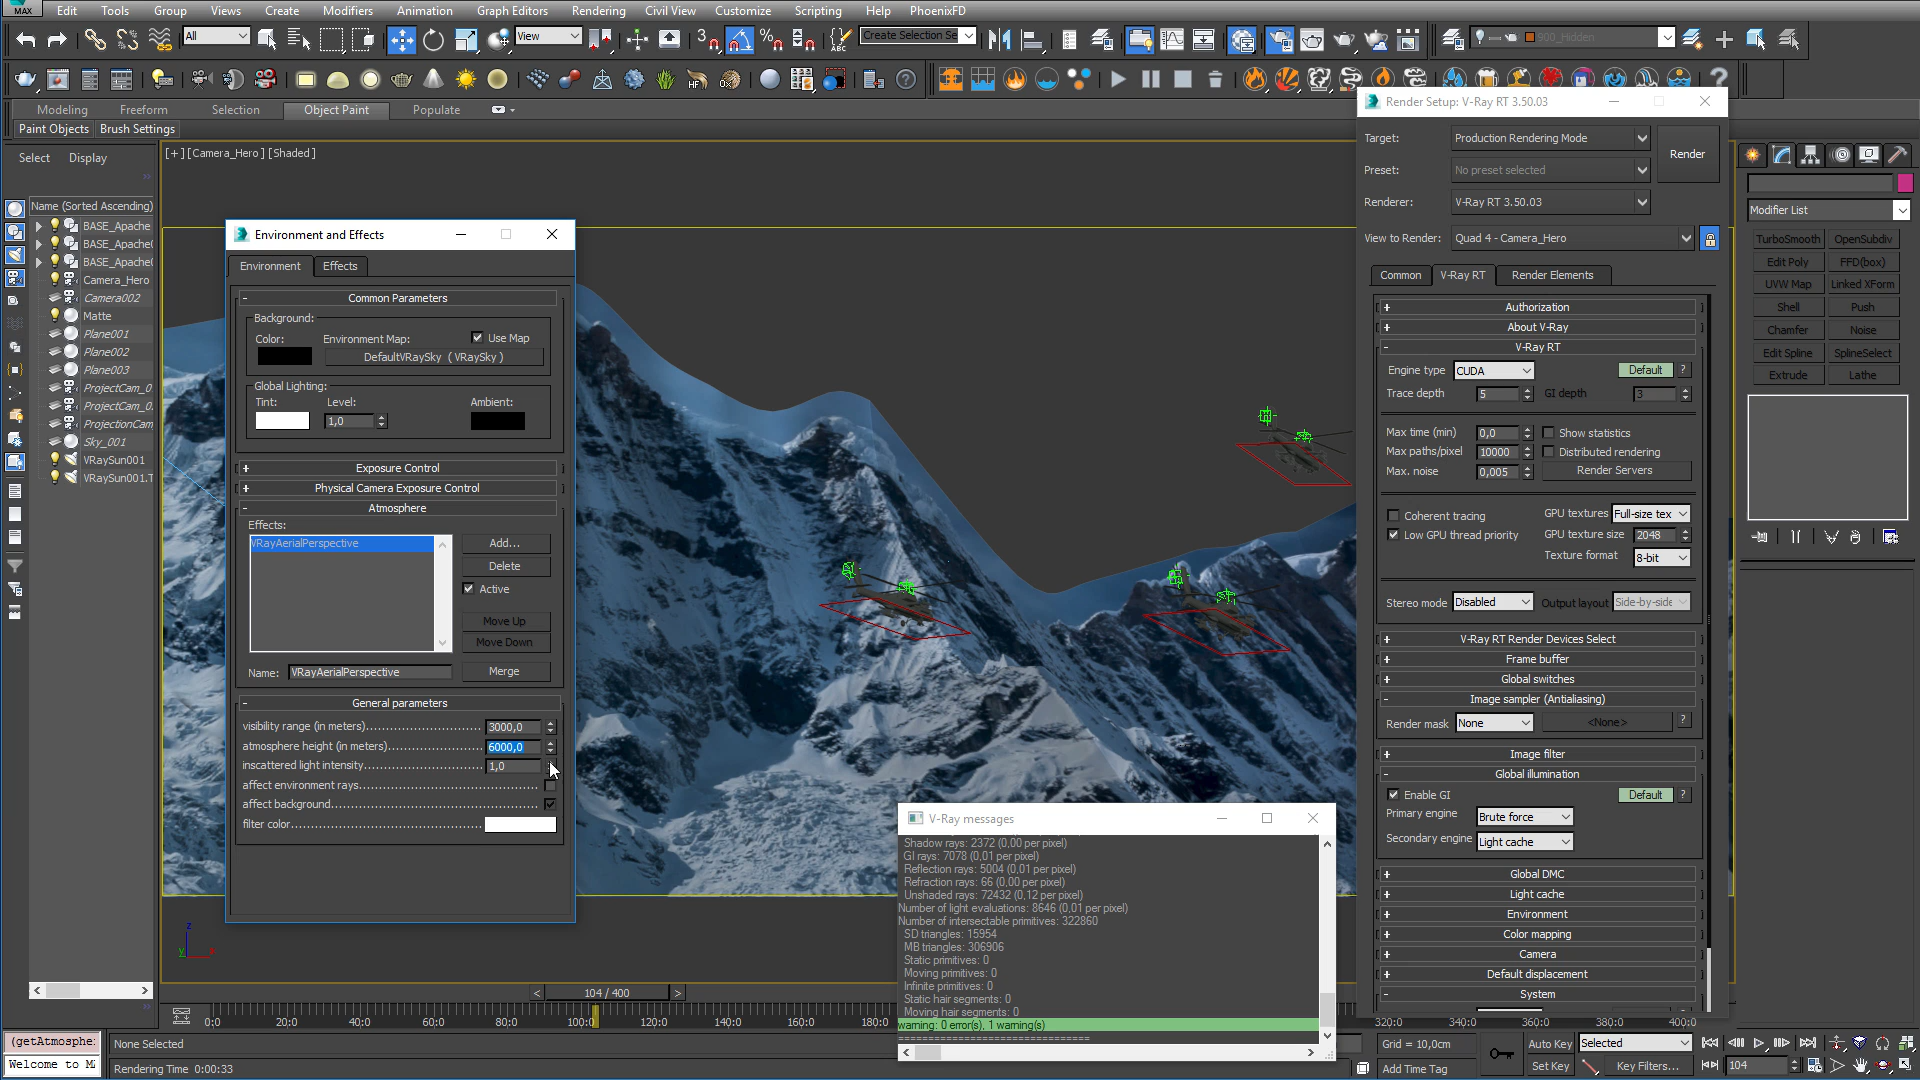 MAX
Edit Tools Group Views Create Modifiers Animation Graph Editors Rendering Civil View Customize Scripting Help PhoenixFD
All
View
Create Selection Se
000_Hidden
Modeling Freeform Selection Object Paint Populate
Paint Objects Brush Settings
Select Display
[+] [Camera_Hero] [Shaded]
Name (Sorted Ascending)
BASE_Apache
BASE_Apache(
BASE_Apache(
Camera_Hero
Camera002
Matte
Plane001
Plane002
Plane003
ProjectCam_0
ProjectCam_0.
ProjectionCam
Sky_001
VRaySun001
VRaySun001.T
Environment and Effects
Environment Effects
- Common Parameters
Background:
Color: Environment Map: Use Map
DefaultVRaySky ( VRaySky )
Global Lighting:
Tint: Level: Ambient:
1,0
+ Exposure Control
+ Physical Camera Exposure Control
- Atmosphere
Effects:
VRayAerialPerspective
Add...
Delete
Active
Move Up
Move Down
Name: VRayAerialPerspective Merge
- General parameters
visibility range (in meters) 3000,0
atmosphere height (in meters) 6000,0
inscattered light intensity 1,0
affect environment rays
affect background
filter color
V-Ray messages
Shadow rays: 2372 (0,00 per pixel)
GI rays: 7078 (0,01 per pixel)
Reflection rays: 5004 (0,01 per pixel)
Refraction rays: 66 (0,00 per pixel)
Unshaded rays: 72432 (0,12 per pixel)
Number of light evaluations: 8646 (0,01 per pixel)
Number of intersectable primitives: 322860
SD triangles: 15954
MB triangles: 306906
Static primitives: 0
Moving primitives: 0
Infinite primitives: 0
Static hair segments: 0
Moving hair segments: 0
warning: 0 error(s), 1 warning(s)
==============================
Render Setup: V-Ray RT 3.50.03
Target: Production Rendering Mode
Preset: No preset selected
Renderer: V-Ray RT 3.50.03
Render
View to Render: Quad 4 - Camera_Hero
Common V-Ray RT Render Elements
+ Authorization
+ About V-Ray
- V-Ray RT
Engine type CUDA Default ?
Trace depth 5 GI depth 3
Max time (min) 0,0 Show statistics
Max paths/pixel 10000 Distributed rendering
Max. noise 0,005 Render Servers
Coherent tracing GPU textures Full-size tex
Low GPU thread priority GPU texture size 2048
Texture format 8-bit
Stereo mode Disabled Output layout Side-by-side
+ V-Ray RT Render Devices Select
+ Frame buffer
+ Global switches
- Image sampler (Antialiasing)
Render mask None <None> ?
+ Image filter
- Global illumination
Enable GI Default ?
Primary engine Brute force
Secondary engine Light cache
+ Global DMC
+ Light cache
+ Environment
+ Color mapping
+ Camera
+ Default displacement
- System
Modifier List
TurboSmooth OpenSubdiv
Edit Poly FFD(box)
UVW Map Linked XForm
Shell Push
Chamfer Noise
Edit Spline SplineSelect
Extrude Lathe
z
y x
< 104 / 400 >
0:0 20:0 40:0 60:0 80:0 100:0 120:0 140:0 160:0 180:0 320:0 340:0 360:0 380:0 400:0
(getAtmosphe:
Welcome to M
None Selected
Rendering Time 0:00:33
Grid = 10,0cm
Add Time Tag
Auto Key Selected
Set Key Key Filters...
104